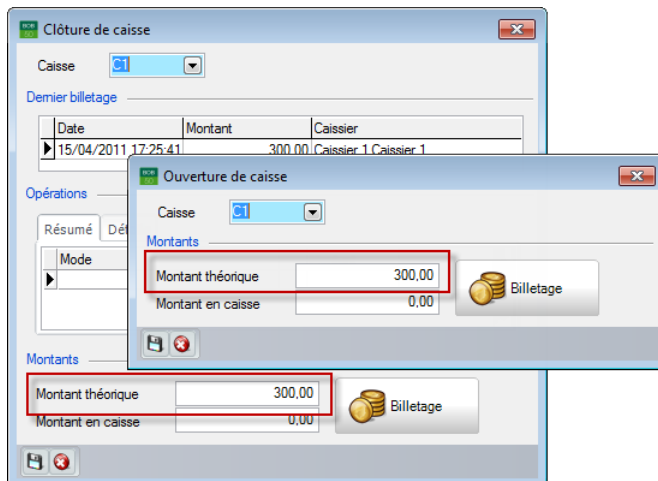 Clôture de caisse
Caisse C1
Dernier billetage
Date Montant Caissier
15/04/2011 17:25:41 300,00 Caissier 1 Caissier 1
Opérations
Résumé Dét
Mode
Montants
Montant théorique 300,00
Montant en caisse 0,00
Billetage
Ouverture de caisse
Caisse C1
Montants
Montant théorique 300,00
Montant en caisse 0,00
Billetage